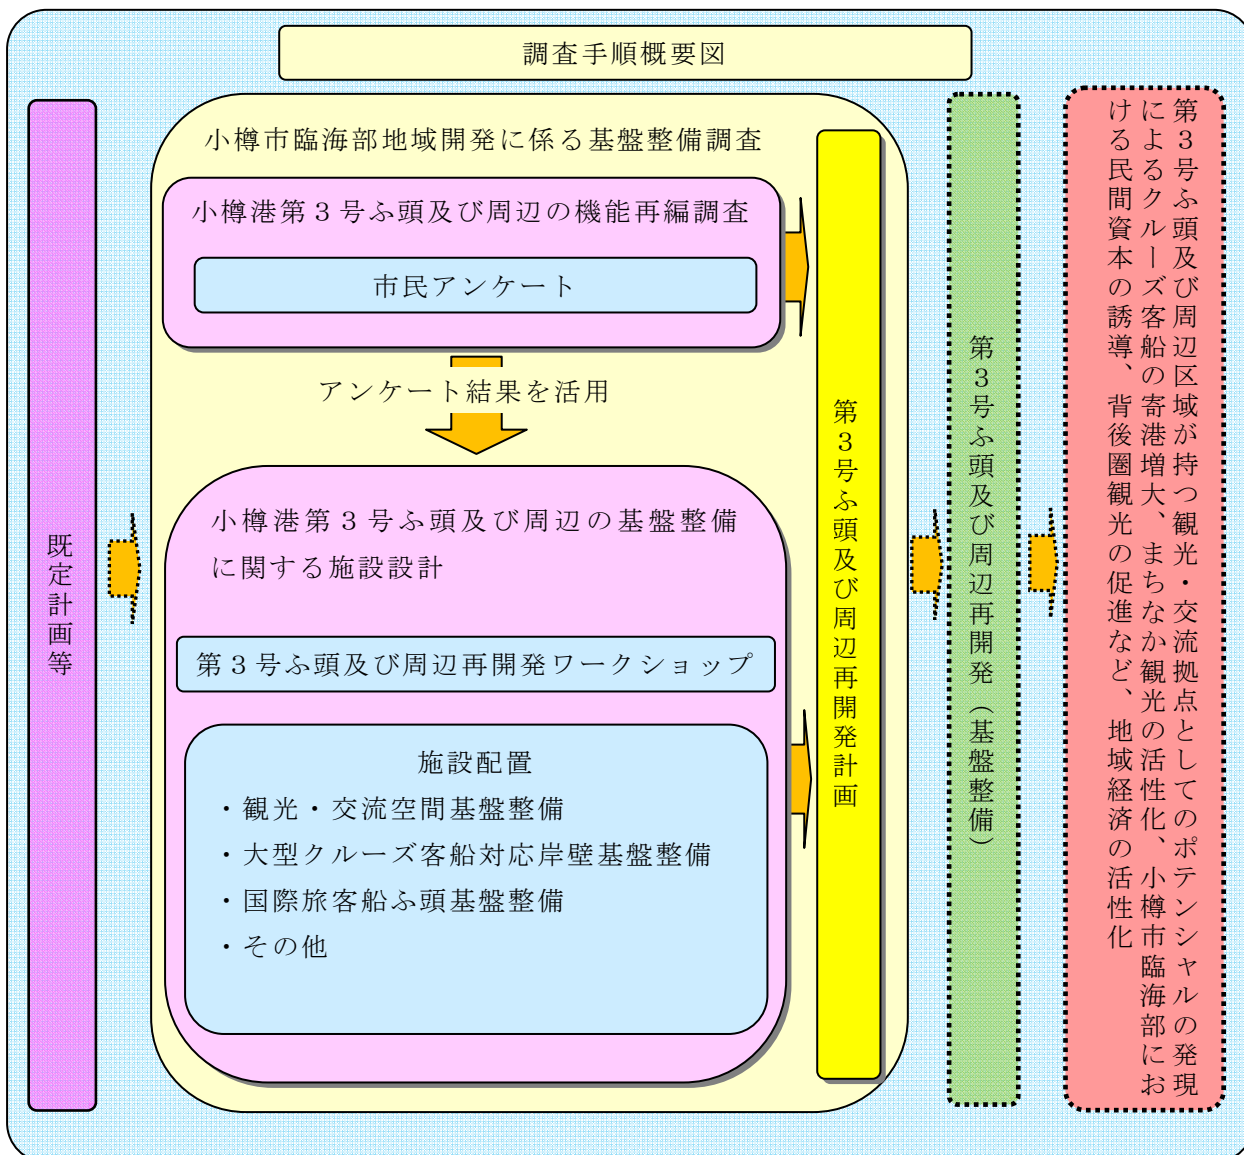 調査手順概要図
既定計画等
小樽市臨海部地域開発に係る基盤整備調査
小樽港第３号ふ頭及び周辺の機能再編調査
市民アンケート
アンケート結果を活用
小樽港第３号ふ頭及び周辺の基盤整備
に関する施設設計
第３号ふ頭及び周辺再開発ワークショップ
施設配置
・観光・交流空間基盤整備
・大型クルーズ客船対応岸壁基盤整備
・国際旅客船ふ頭基盤整備
・その他
第３号ふ頭及び周辺再開発計画
第３号ふ頭及び周辺再開発（基盤整備）
第３号ふ頭及び周辺区域が持つ観光・交流拠点としてのポテンシャルの発現
によるクルーズ客船の寄港増大、まちなか観光の活性化、小樽市臨海部にお
ける民間資本の誘導、背後圏観光の促進など、地域経済の活性化